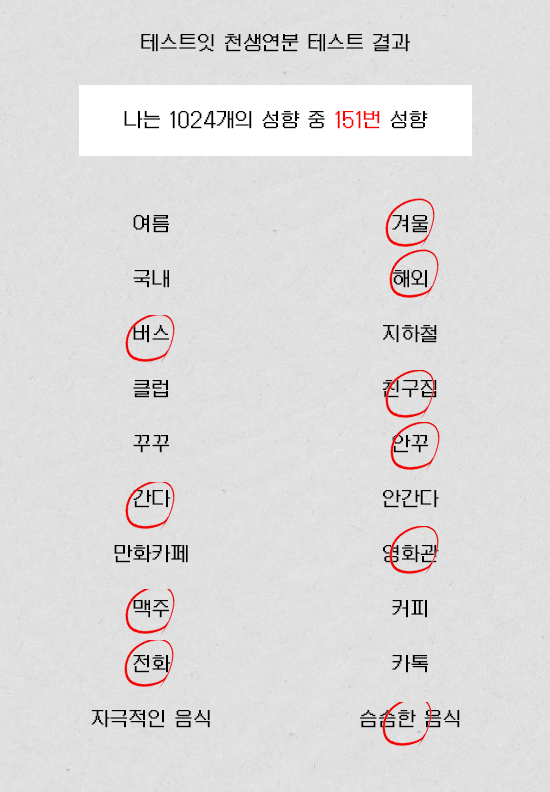 테스트잇 천생연분 테스트 결과
나는 1024개의 성향 중 151번 성향
여름 겨울
국내 해외
버스 지하철
클럽 친구집
꾸꾸 안꾸
간다 안간다
만화카페 영화관
맥주 커피
전화 카톡
자극적인 음식 슴슴한 음식